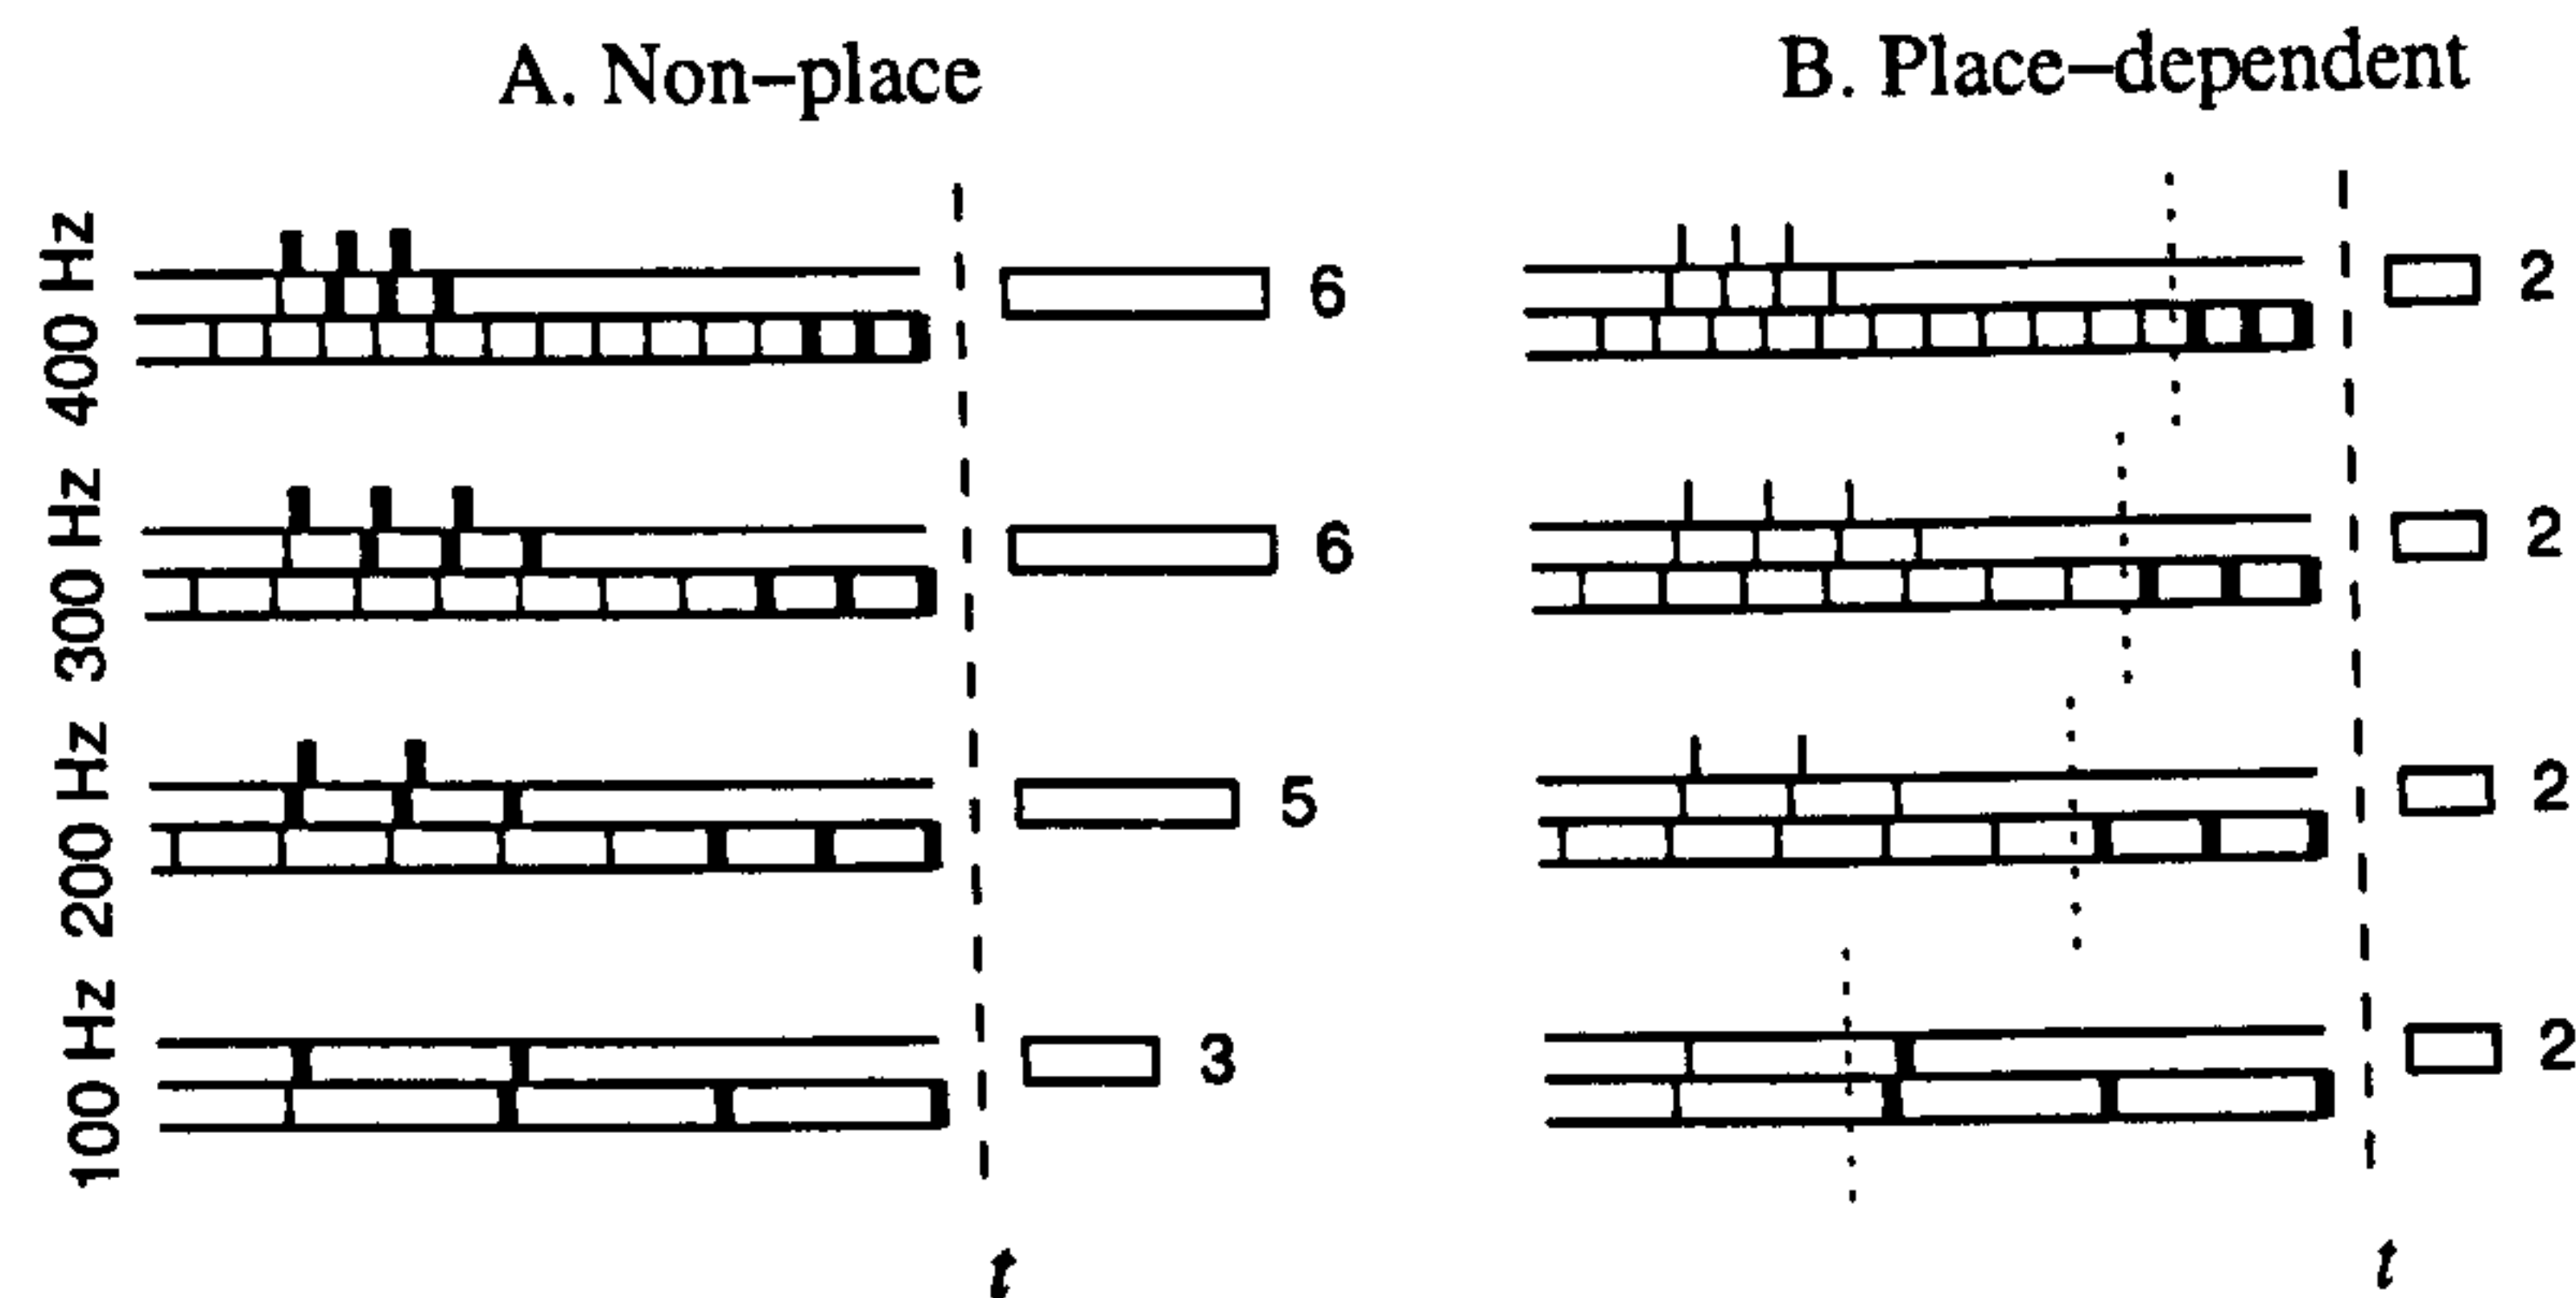 A. Non–place
B. Place–dependent
400 Hz
6
2
300 Hz
6
2
200 Hz
5
2
100 Hz
3
2
t
t